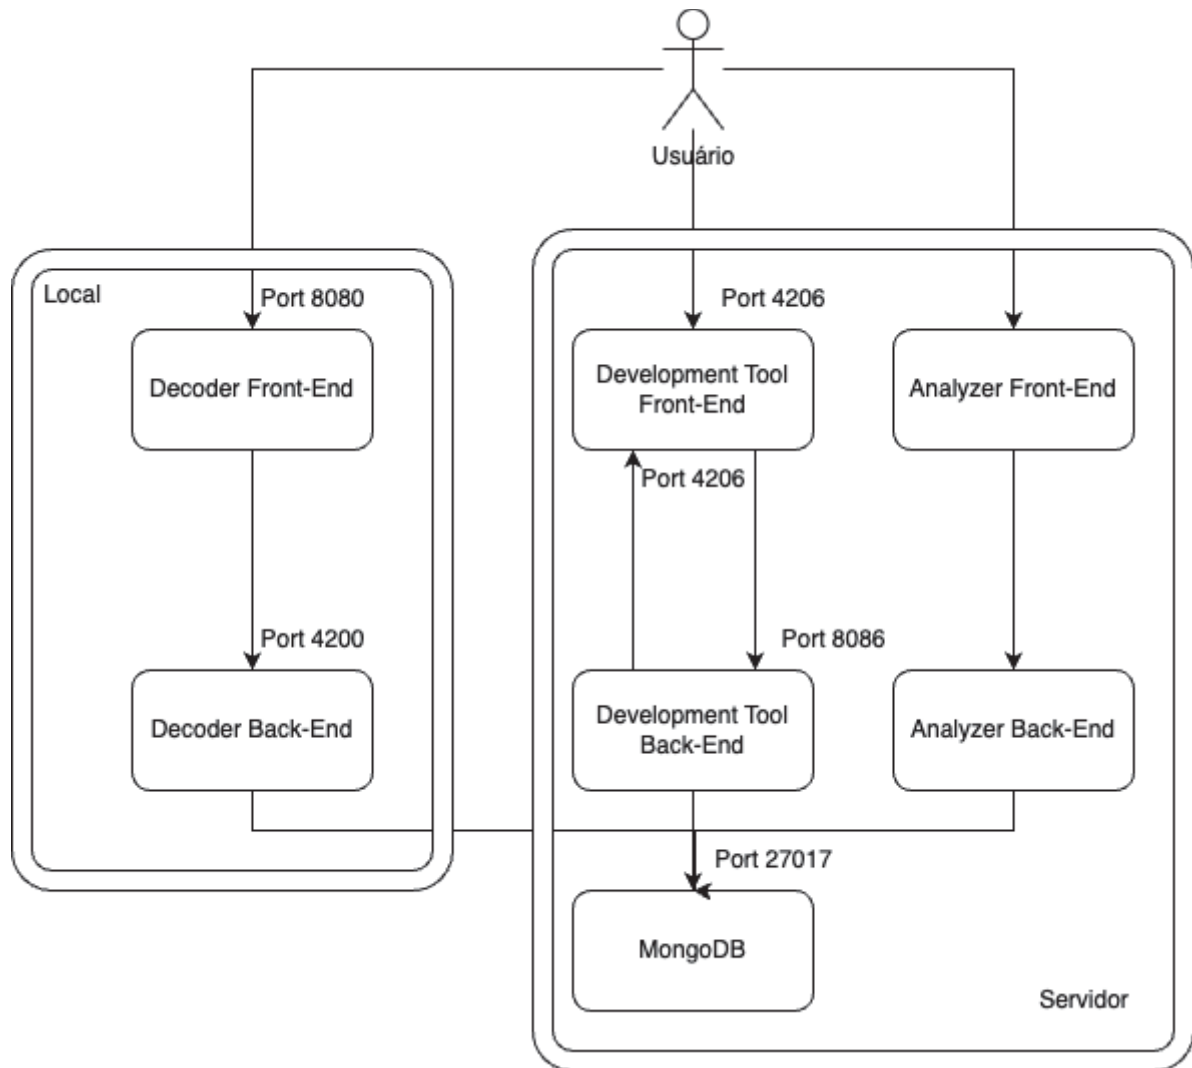 Usuário
Local
Port 8080
Port 4206
Decoder Front-End
Development Tool
Front-End
Analyzer Front-End
Port 4206
Port 4200
Port 8086
Decoder Back-End
Development Tool
Back-End
Analyzer Back-End
Port 27017
MongoDB
Servidor